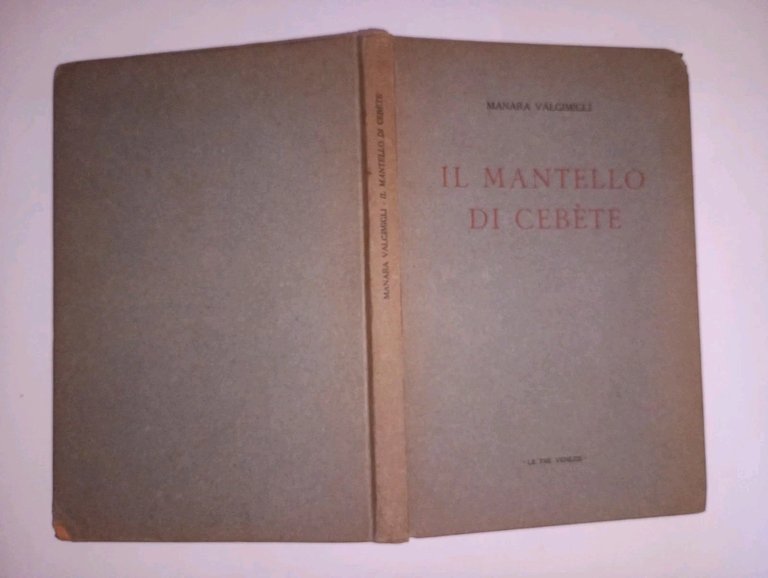 MANARA VALGIMIGLI
IL MANTELLO
DI CEBÈTE
"LE TRE VENEZIE"
MANARA VALGIMIGLI - IL MANTELLO DI CEBÈTE